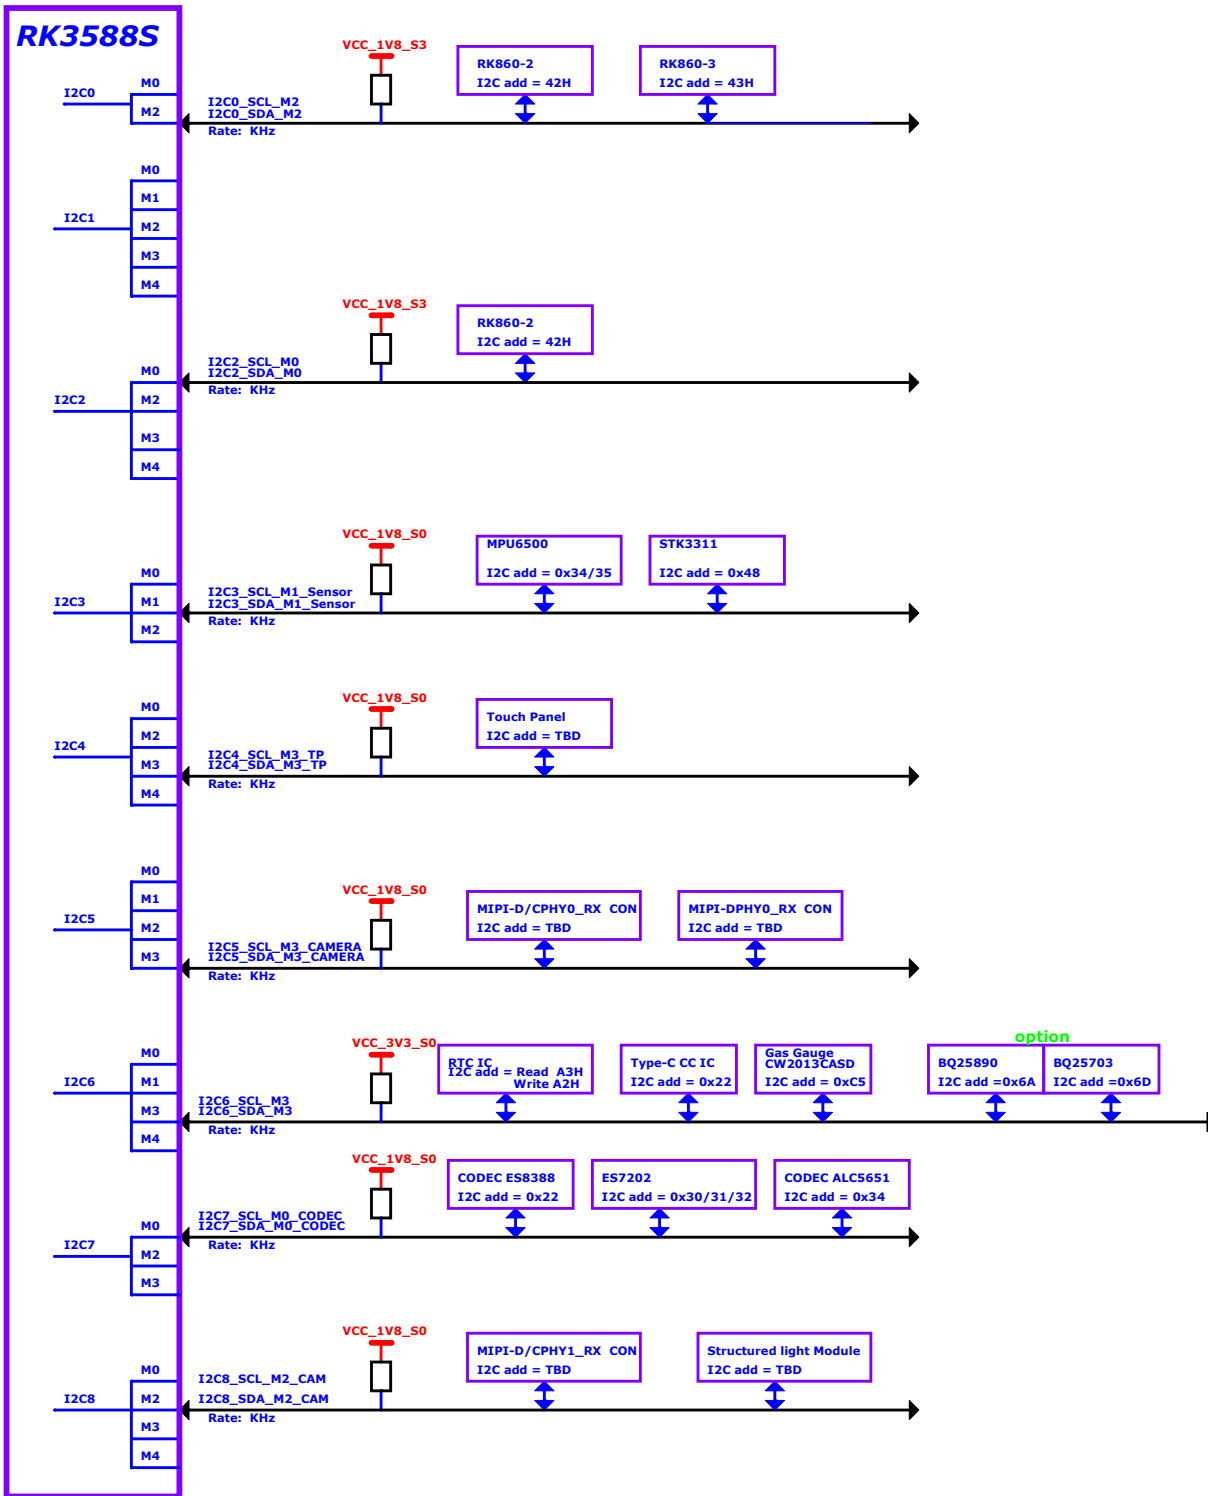 RK3588S
VCC_1V8_S3
RK860-2
I2C add = 42H
RK860-3
I2C add = 43H
I2C0
M0
M2
I2C0_SCL_M2
I2C0_SDA_M2
Rate: KHz
I2C1
M0
M1
M2
M3
M4
VCC_1V8_S3
RK860-2
I2C add = 42H
I2C2
M0
M2
M3
M4
I2C2_SCL_M0
I2C2_SDA_M0
Rate: KHz
VCC_1V8_S0
MPU6500
I2C add = 0x34/35
STK3311
I2C add = 0x48
I2C3
M0
M1
M2
I2C3_SCL_M1_Sensor
I2C3_SDA_M1_Sensor
Rate: KHz
VCC_1V8_S0
Touch Panel
I2C add = TBD
I2C4
M0
M2
M3
M4
I2C4_SCL_M3_TP
I2C4_SDA_M3_TP
Rate: KHz
VCC_1V8_S0
MIPI-D/CPHY0_RX CON
I2C add = TBD
MIPI-DPHY0_RX CON
I2C add = TBD
I2C5
M0
M1
M2
M3
I2C5_SCL_M3_CAMERA
I2C5_SDA_M3_CAMERA
Rate: KHz
option
VCC_3V3_S0
RTC IC
I2C add = Read A3H
Write A2H
Type-C CC IC
I2C add = 0x22
Gas Gauge
CW2013CASD
I2C add = 0xC5
BQ25890
I2C add =0x6A
BQ25703
I2C add =0x6D
I2C6
M0
M1
M3
M4
I2C6_SCL_M3
I2C6_SDA_M3
Rate: KHz
VCC_1V8_S0
CODEC ES8388
I2C add = 0x22
ES7202
I2C add = 0x30/31/32
CODEC ALC5651
I2C add = 0x34
I2C7
M0
M2
M3
I2C7_SCL_M0_CODEC
I2C7_SDA_M0_CODEC
Rate: KHz
VCC_1V8_S0
MIPI-D/CPHY1_RX CON
I2C add = TBD
Structured light Module
I2C add = TBD
I2C8
M0
M2
M3
M4
I2C8_SCL_M2_CAM
I2C8_SDA_M2_CAM
Rate: KHz